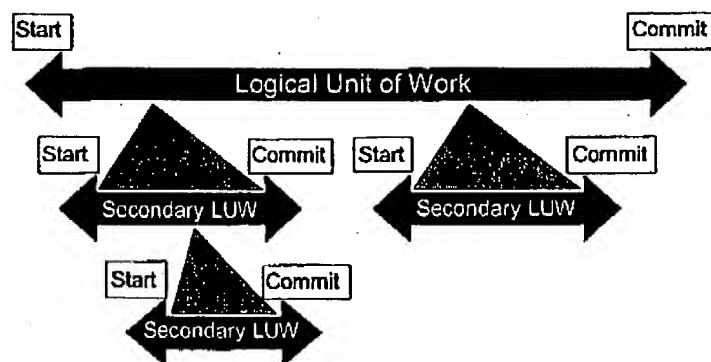 Start
Commit
Logical Unit of Work
Start
Commit
Start
Commit
Secondary LUW
Secondary LUW
Start
Commit
Secondary LUW